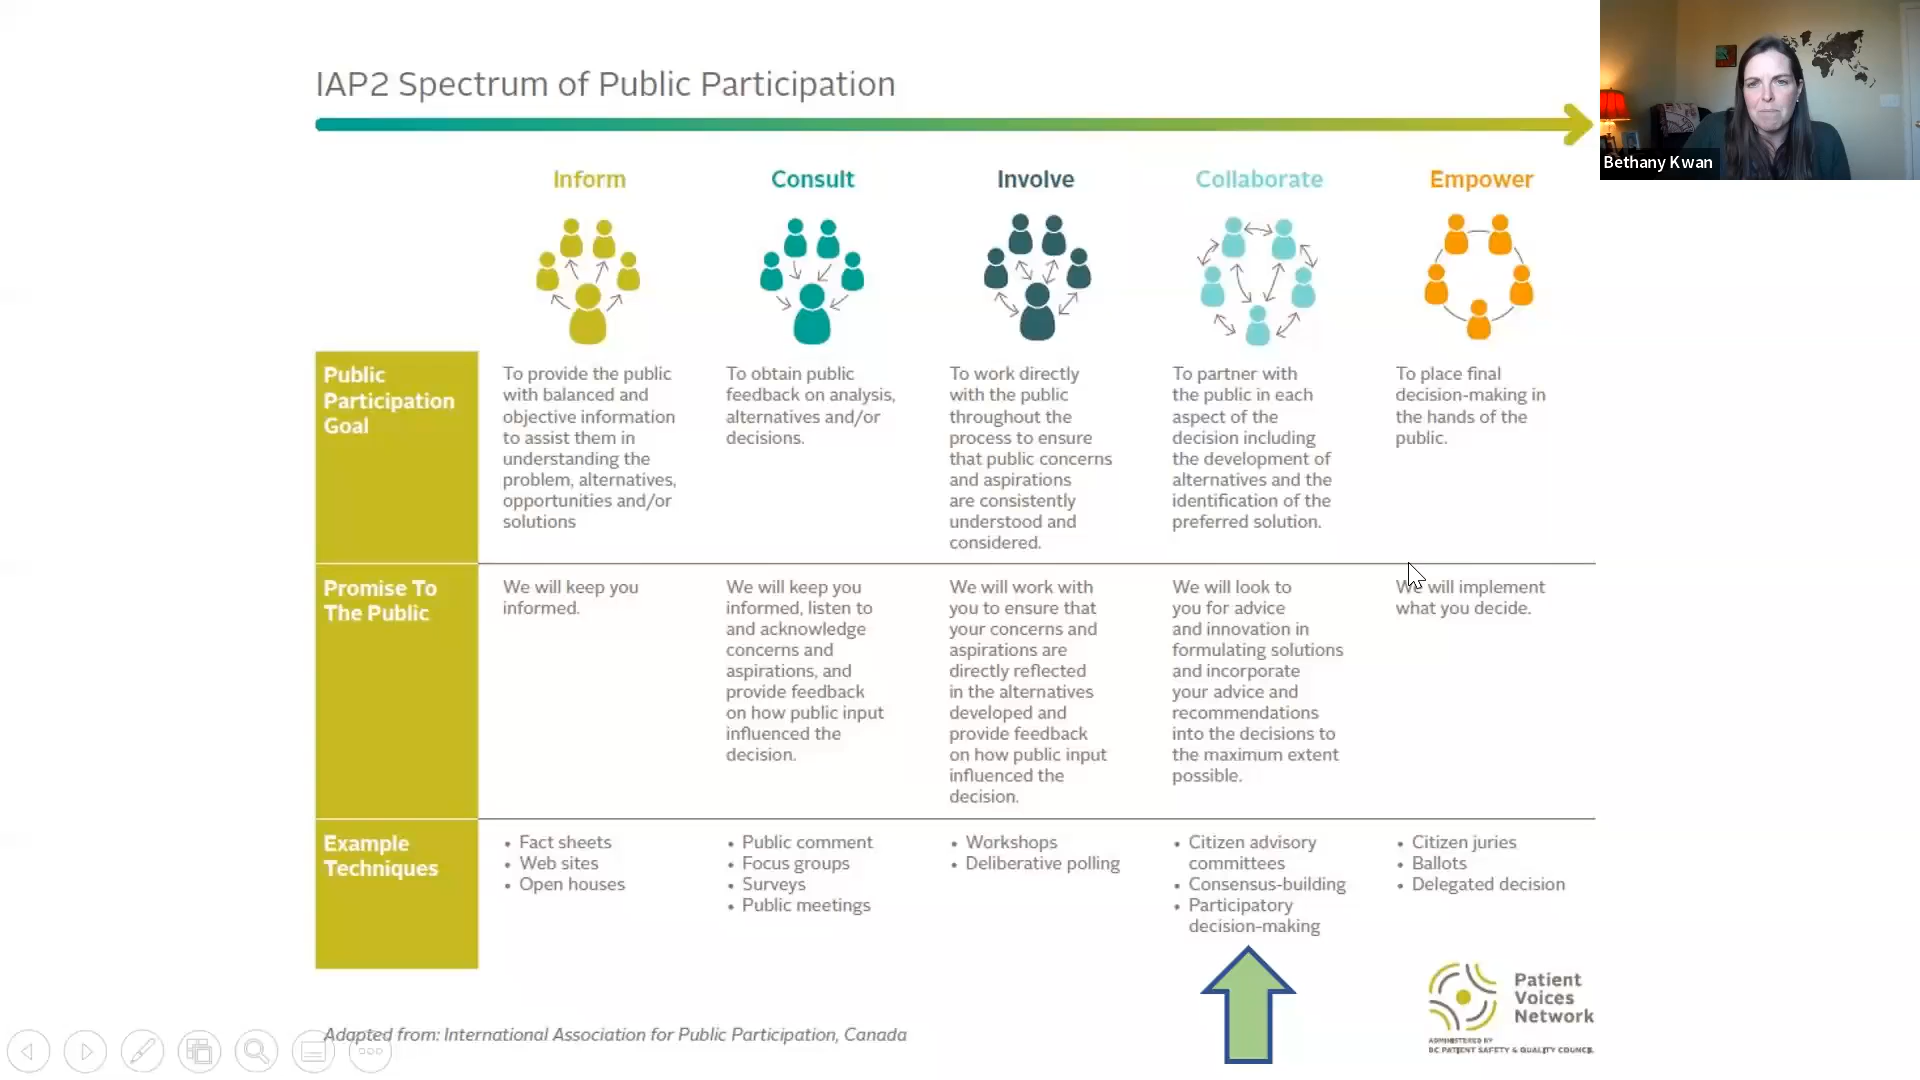 IAP2 Spectrum of Public Participation
Bethany Kwan
Inform
Consult
Involve
Collaborate
Empower
Public
Participation
Goal
To provide the public
with balanced and
objective information
to assist them in
understanding the
problem, alternatives,
opportunities and/or
solutions
To obtain public
feedback on analysis,
alternatives and/or
decisions.
To work directly
with the public
throughout the
process to ensure
that public concerns
and aspirations
are consistently
understood and
considered.
To partner with
the public in each
aspect of the
decision including
the development of
alternatives and the
identification of the
preferred solution.
To place final
decision-making in
the hands of the
public.
Promise To
The Public
We will keep you
informed.
We will keep you
informed, listen to
and acknowledge
concerns and
aspirations, and
provide feedback
on how public input
influenced the
decision.
We will work with
you to ensure that
your concerns and
aspirations are
directly reflected
in the alternatives
developed and
provide feedback
on how public input
influenced the
decision.
We will look to
you for advice
and innovation in
formulating solutions
and incorporate
your advice and
recommendations
into the decisions to
the maximum extent
possible.
We will implement
what you decide.
Example
Techniques
• Fact sheets
• Web sites
• Open houses
• Public comment
• Focus groups
• Surveys
• Public meetings
• Workshops
• Deliberative polling
• Citizen advisory
committees
• Consensus-building
• Participatory
decision-making
• Citizen juries
• Ballots
• Delegated decision
Patient
Voices
Network
ADMINISTERED BY
BC PATIENT SAFETY & QUALITY COUNCIL
Adapted from: International Association for Public Participation, Canada